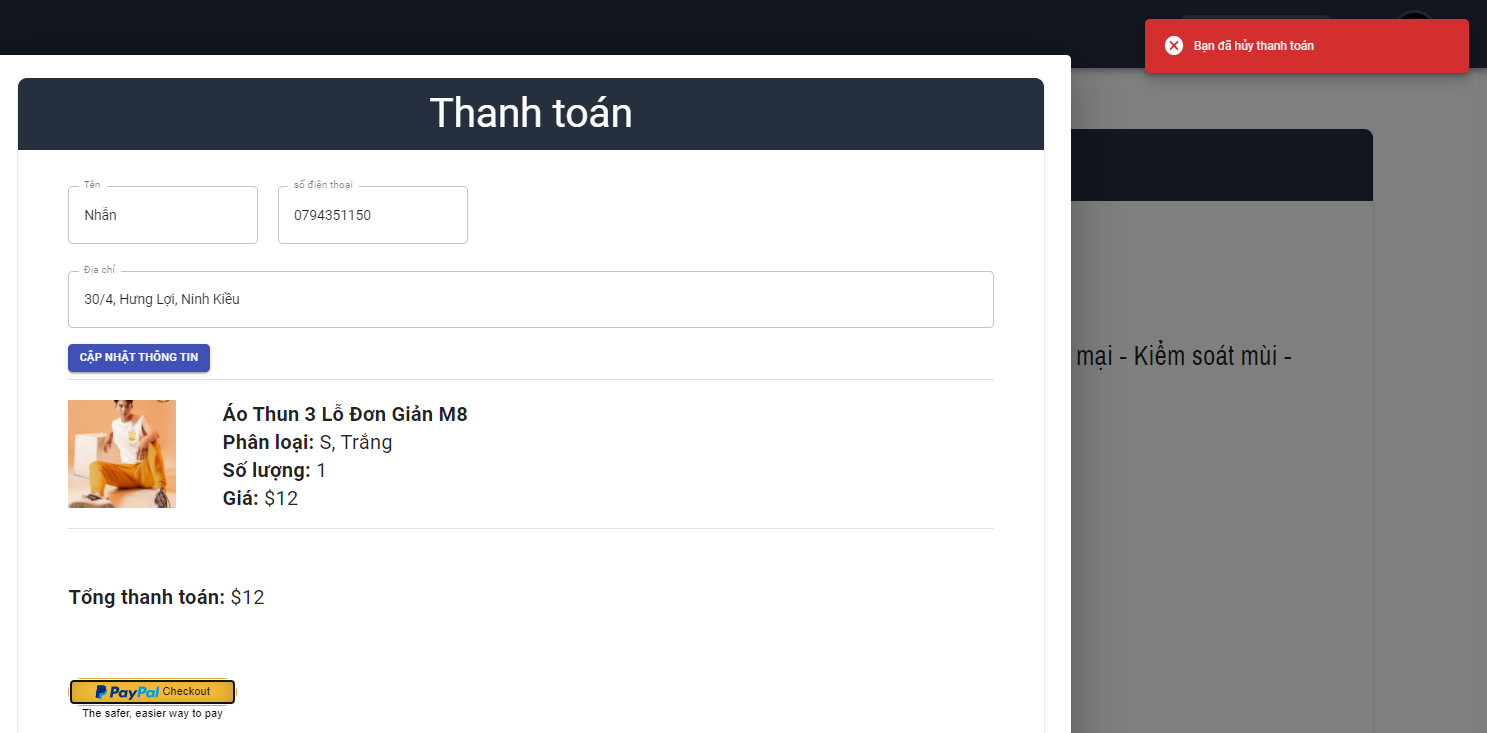 Bạn đã hủy thanh toán
Thanh toán
Tên
Nhẫn
số điện thoại
0794351150
Địa chỉ
30/4, Hưng Lợi, Ninh Kiều
CẬP NHẬT THÔNG TIN
mại - Kiểm soát mùi -
Áo Thun 3 Lỗ Đơn Giản M8
Phân loại: S, Trắng
Số lượng: 1
Giá: $12
Tổng thanh toán: $12
PayPal Checkout
The safer, easier way to pay